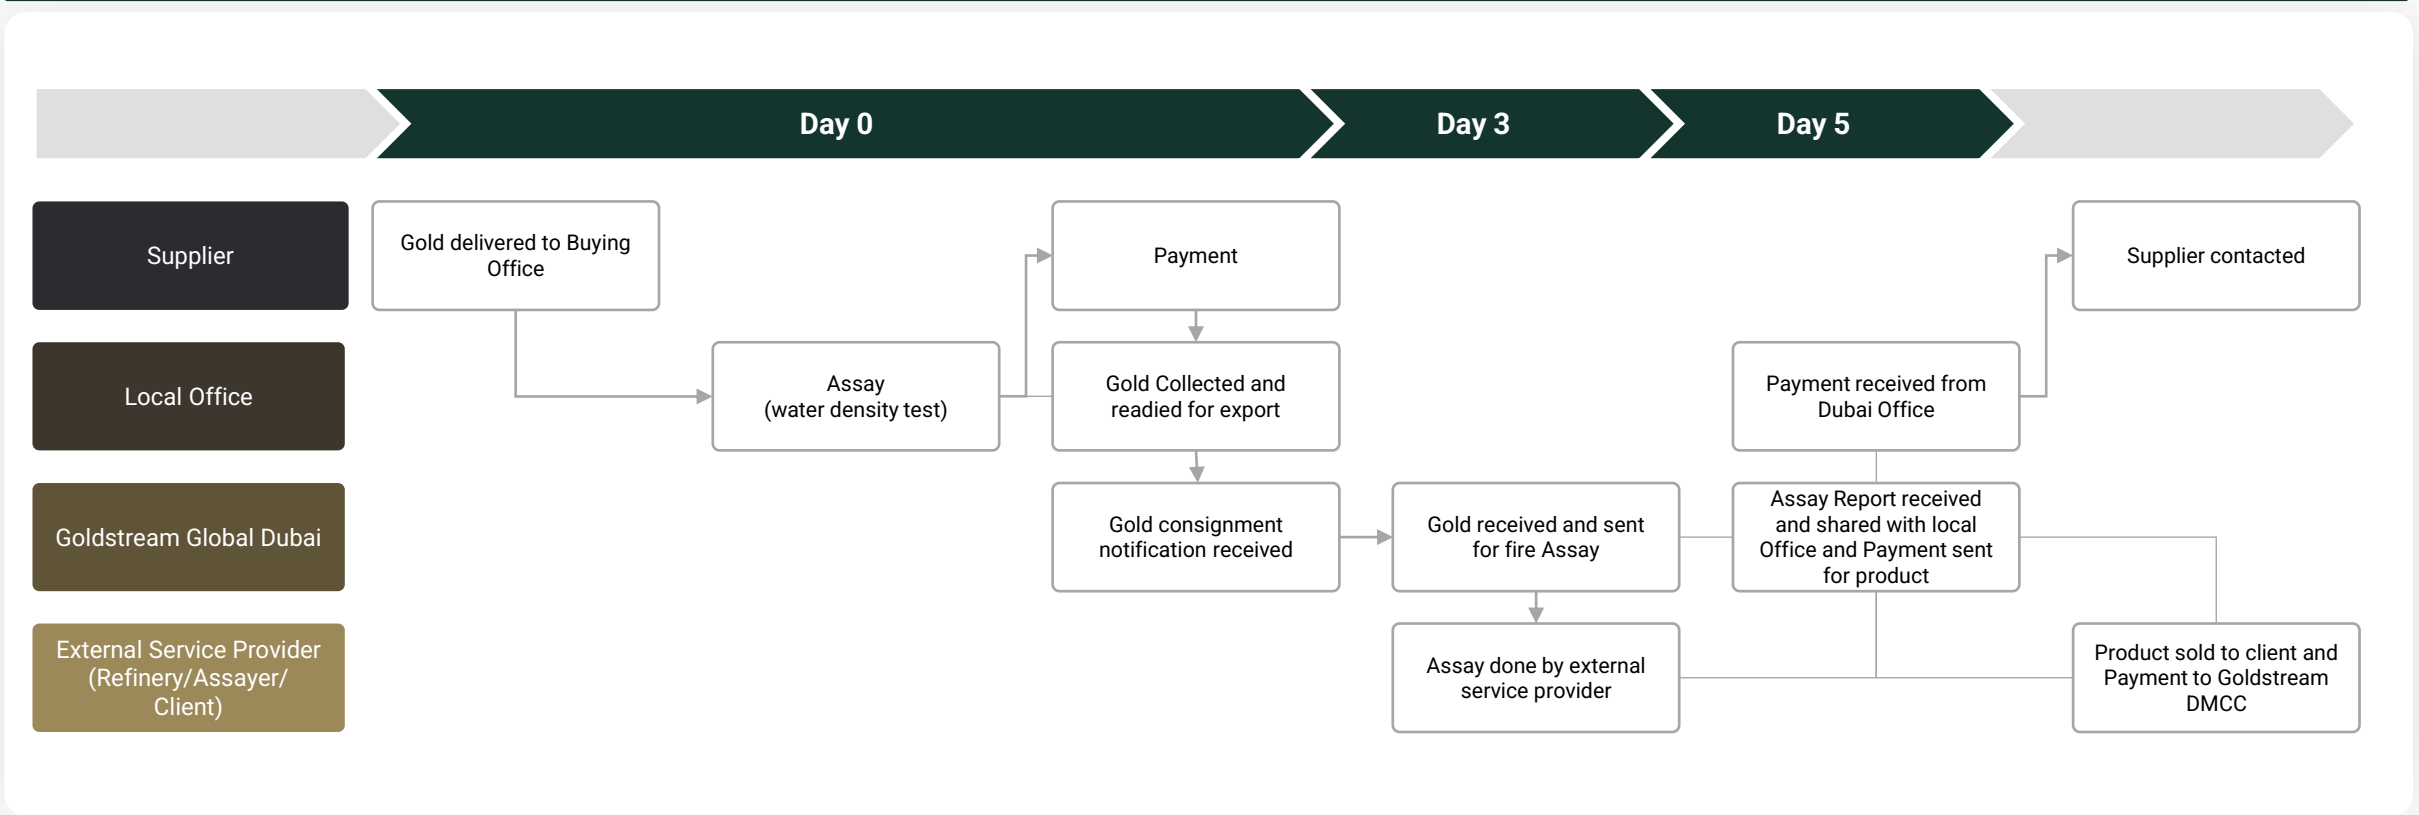 Day 0
Day 3
Day 5
Supplier
Gold delivered to Buying
Office
Payment
Supplier contacted
Local Office
Assay
(water density test)
Gold Collected and
readied for export
Payment received from
Dubai Office
Goldstream Global Dubai
Gold consignment
notification received
Gold received and sent
for fire Assay
Assay Report received
and shared with local
Office and Payment sent
for product
External Service Provider
(Refinery/Assayer/
Client)
Assay done by external
service provider
Product sold to client and
Payment to Goldstream
DMCC